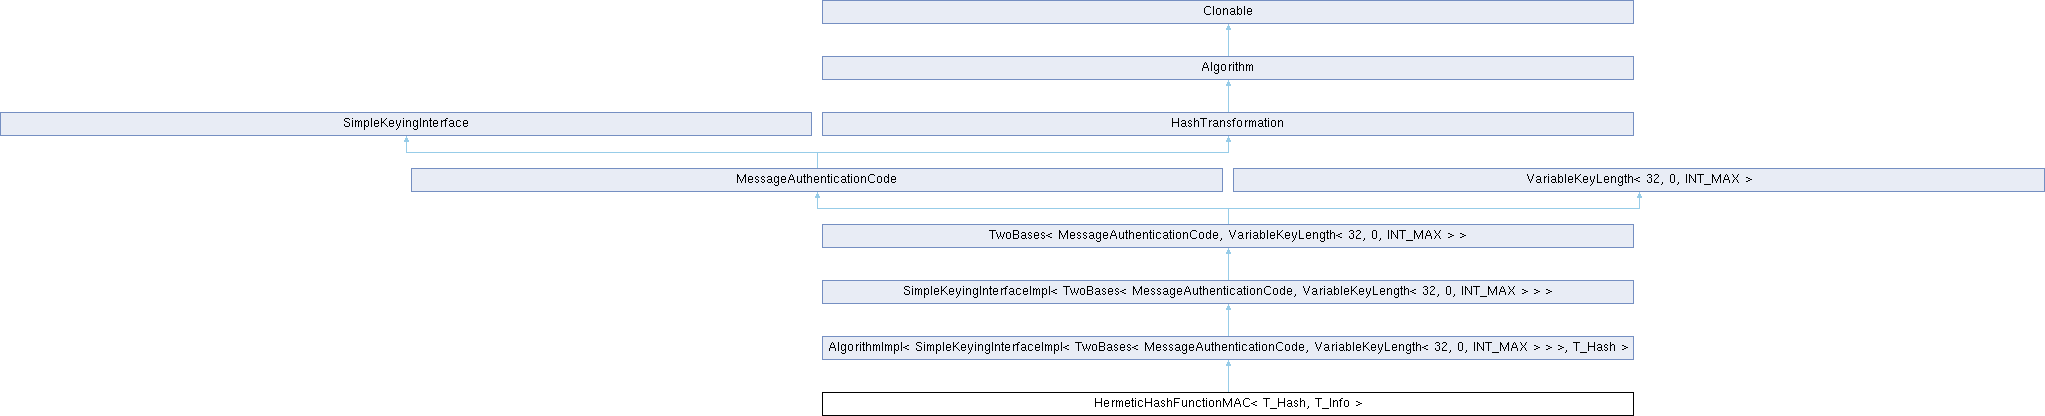 Clonable
Algorithm
SimpleKeyingInterface
HashTransformation
MessageAuthenticationCode
VariableKeyLength< 32, 0, INT_MAX >
TwoBases< MessageAuthenticationCode, VariableKeyLength< 32, 0, INT_MAX > >
SimpleKeyingInterfaceImpl< TwoBases< MessageAuthenticationCode, VariableKeyLength< 32, 0, INT_MAX > > >
AlgorithmImpl< SimpleKeyingInterfaceImpl< TwoBases< MessageAuthenticationCode, VariableKeyLength< 32, 0, INT_MAX > > >, T_Hash >
HermeticHashFunctionMAC< T_Hash, T_Info >